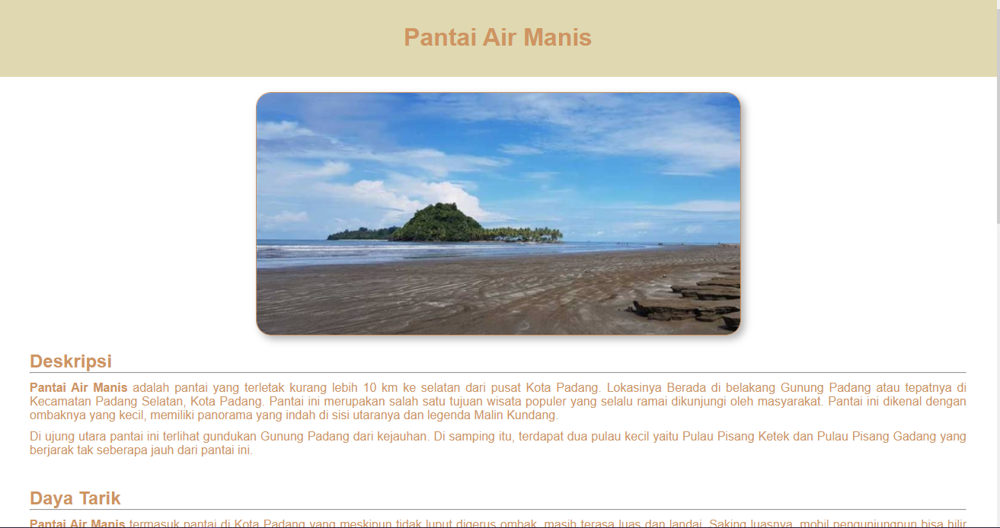 Pantai Air Manis
Deskripsi
Pantai Air Manis adalah pantai yang terletak kurang lebih 10 km ke selatan dari pusat Kota Padang. Lokasinya Berada di belakang Gunung Padang atau tepatnya di
Kecamatan Padang Selatan, Kota Padang. Pantai ini merupakan salah satu tujuan wisata populer yang selalu ramai dikunjungi oleh masyarakat. Pantai ini dikenal dengan
ombaknya yang kecil, memiliki panorama yang indah di sisi utaranya dan legenda Malin Kundang.
Di ujung utara pantai ini terlihat gundukan Gunung Padang dari kejauhan. Di samping itu, terdapat dua pulau kecil yaitu Pulau Pisang Ketek dan Pulau Pisang Gadang yang
berjarak tak seberapa jauh dari pantai ini.
Daya Tarik
Pantai Air Manis termasuk pantai di Kota Padang yang meskipun tidak luput digerus ombak, masih terasa luas dan landai. Saking luasnya, mobil pengunjungpun bisa hilir